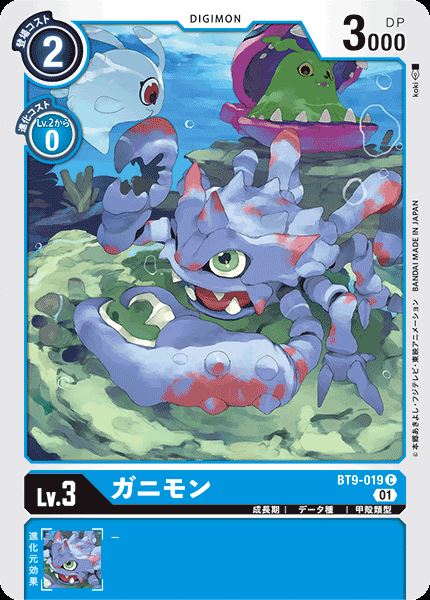 登場コスト
2
DIGIMON
3000
DP
進化コスト
Lv.2から
0
koki
©本郷あきよし・フジテレビ・東映アニメーション BANDAI MADE IN JAPAN
Lv.3
ガニモン
BT9-019 C
01
成長期 | データ種 | 甲殻類型
進化元効果
–